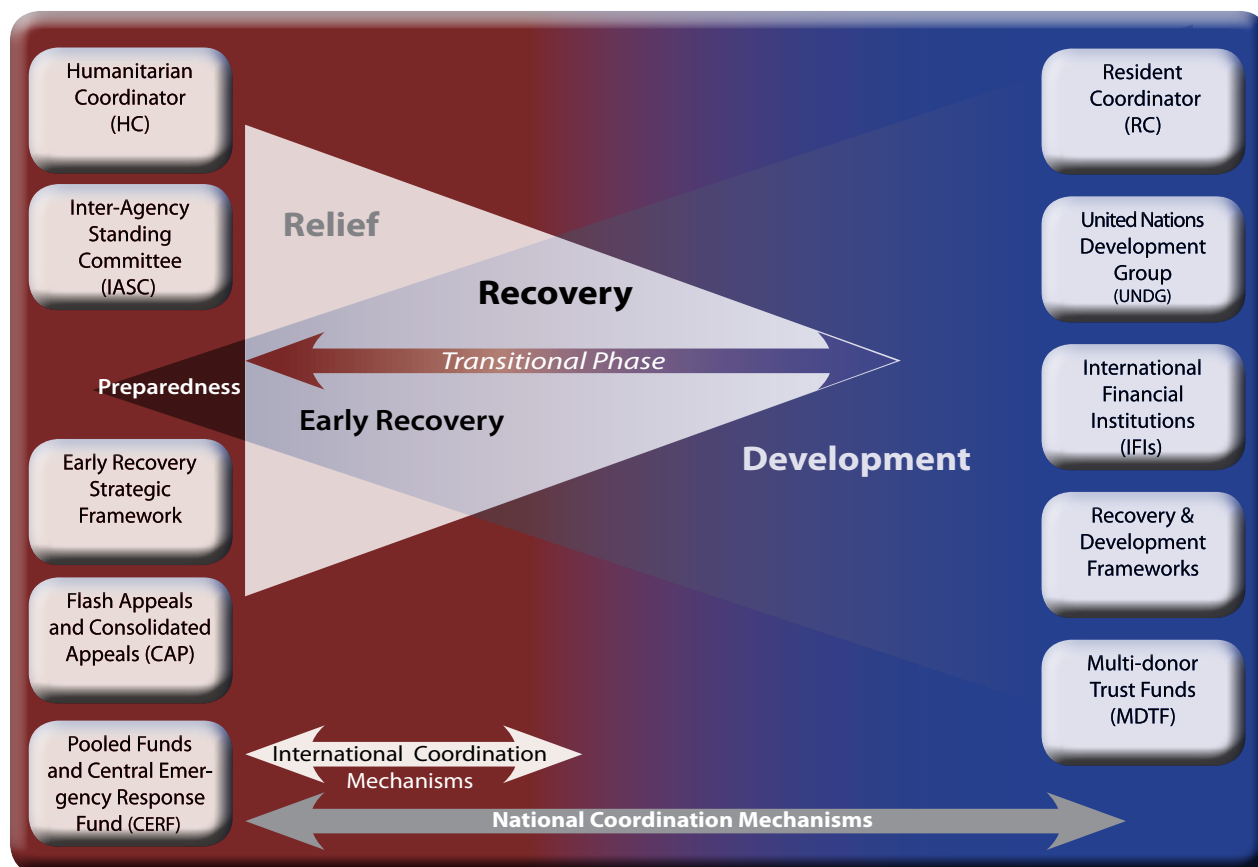 Humanitarian
Coordinator
(HC)
Inter-Agency
Standing
Committee
(IASC)
Preparedness
Early Recovery
Strategic
Framework
Flash Appeals
and Consolidated
Appeals (CAP)
Pooled Funds
and Central Emer-
gency Response
Fund (CERF)
Relief
Recovery
Transitional Phase
Early Recovery
Development
International Coordination
Mechanisms
National Coordination Mechanisms
Resident
Coordinator
(RC)
United Nations
Development
Group
(UNDG)
International
Financial
Institutions
(IFIs)
Recovery &
Development
Frameworks
Multi-donor
Trust Funds
(MDTF)